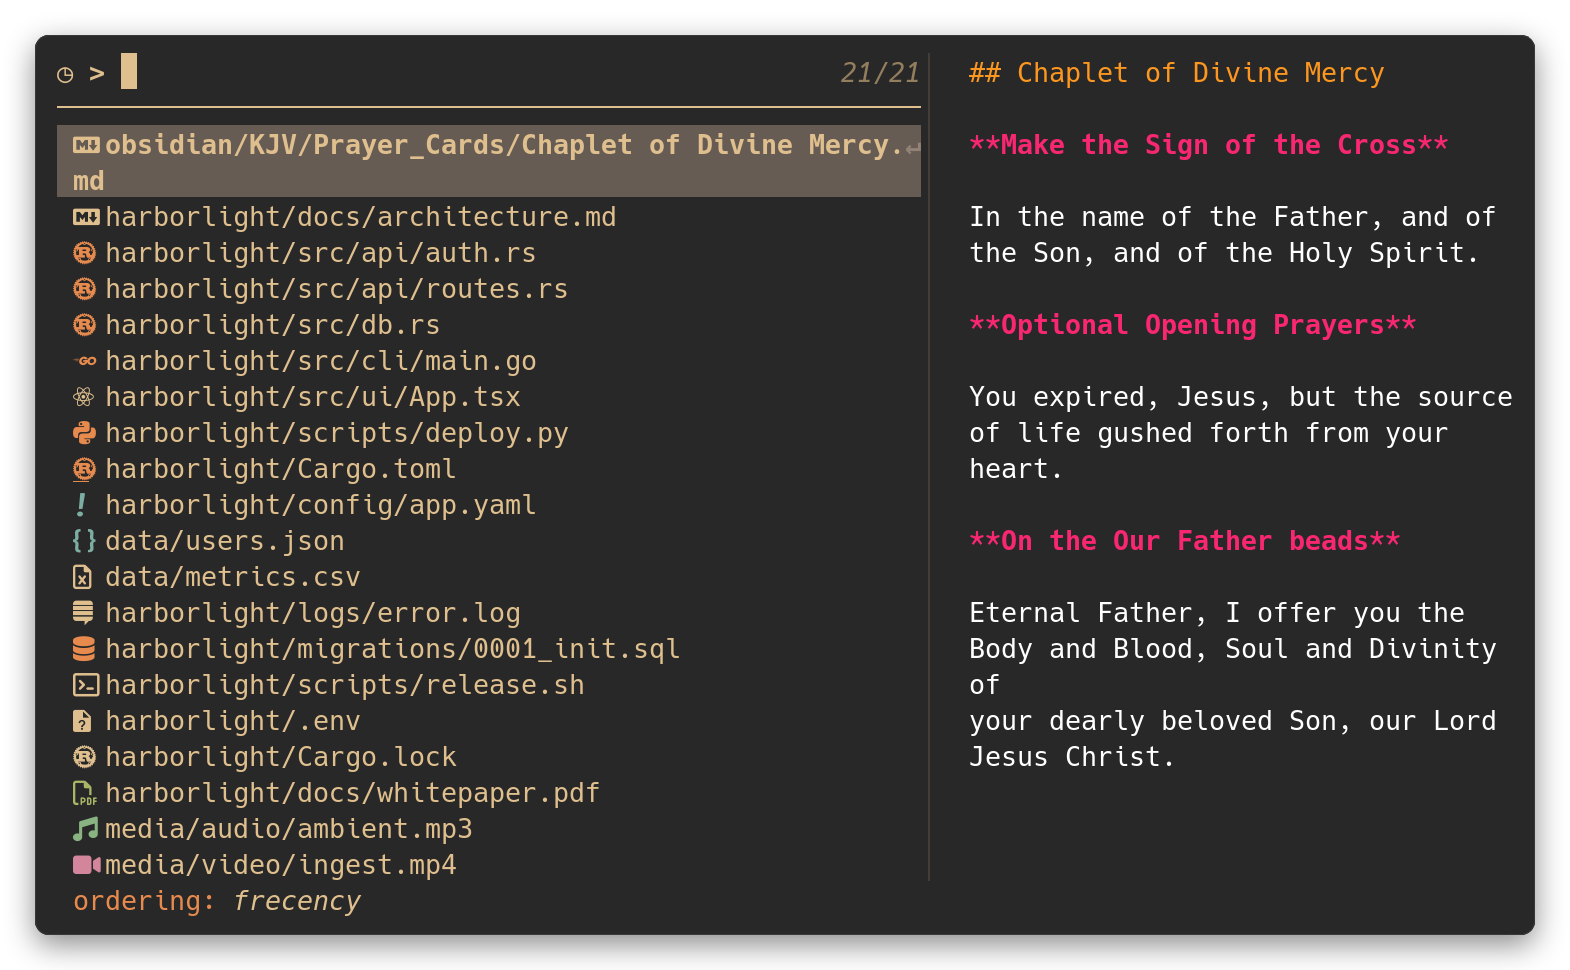 ◷ > 21/21
obsidian/KJV/Prayer_Cards/Chaplet of Divine Mercy.↵
md
harborlight/docs/architecture.md
harborlight/src/api/auth.rs
harborlight/src/api/routes.rs
harborlight/src/db.rs
harborlight/src/cli/main.go
harborlight/src/ui/App.tsx
harborlight/scripts/deploy.py
harborlight/Cargo.toml
harborlight/config/app.yaml
data/users.json
data/metrics.csv
harborlight/logs/error.log
harborlight/migrations/0001_init.sql
harborlight/scripts/release.sh
harborlight/.env
harborlight/Cargo.lock
harborlight/docs/whitepaper.pdf
media/audio/ambient.mp3
media/video/ingest.mp4
ordering: frecency
## Chaplet of Divine Mercy
**Make the Sign of the Cross**
In the name of the Father, and of
the Son, and of the Holy Spirit.
**Optional Opening Prayers**
You expired, Jesus, but the source
of life gushed forth from your
heart.
**On the Our Father beads**
Eternal Father, I offer you the
Body and Blood, Soul and Divinity
of
your dearly beloved Son, our Lord
Jesus Christ.